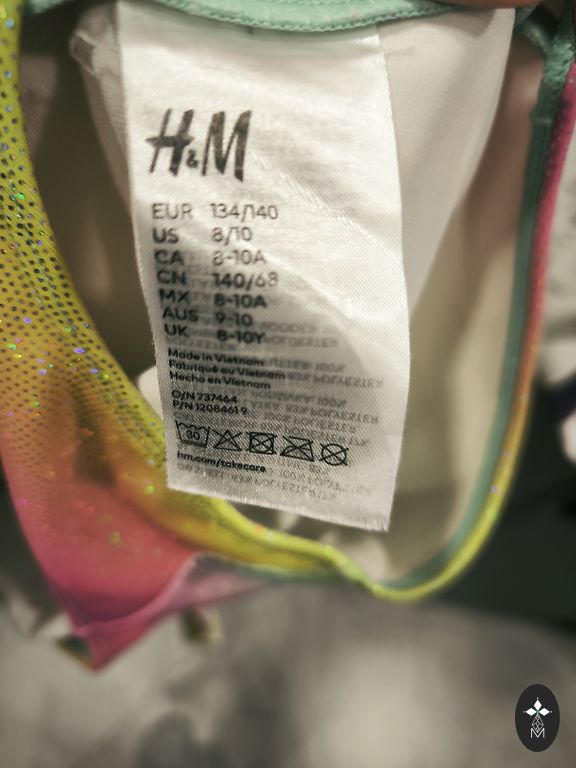 H&M
EUR 134/140
US 8/10
CA 8-10A
CN 140/68
MX 8-10A
AUS 9-10
UK 8-10Y
Made in Vietnam
Fabriqué au Vietnam
Hecho en Vietnam
O/N 737464
F/N 12084619
30
hm.com/takecare
M